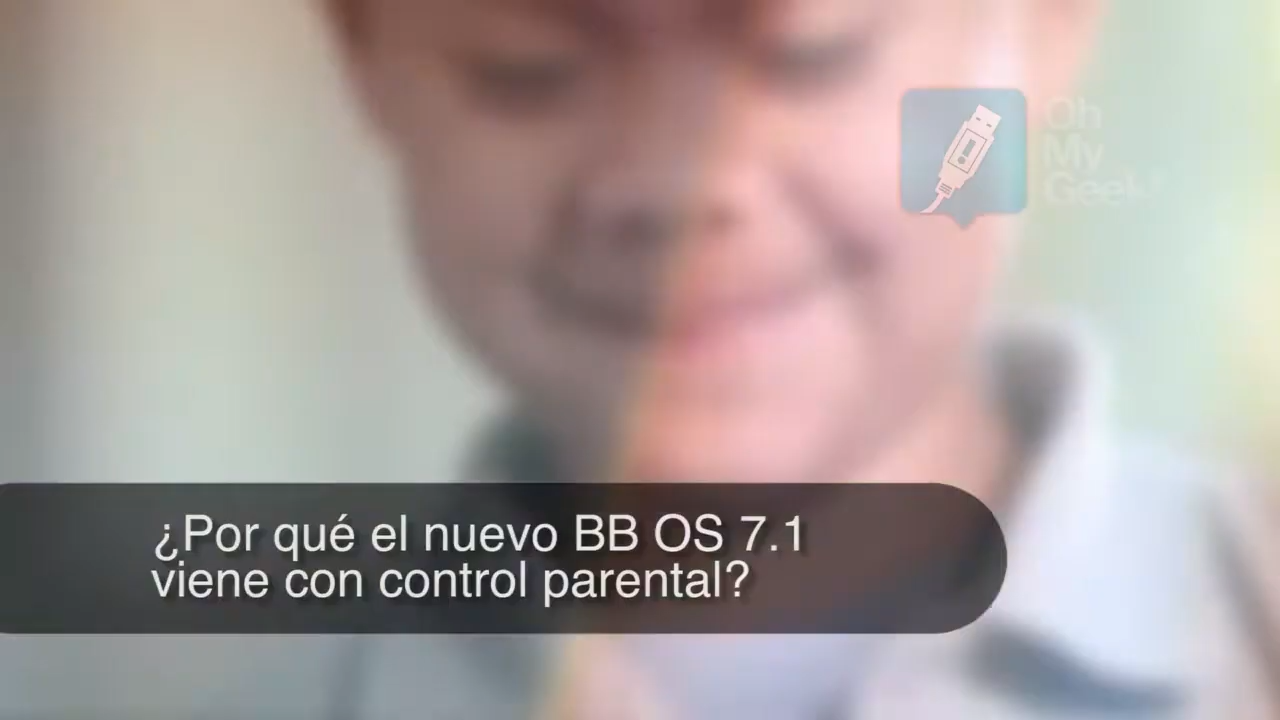 Oh
My
Geek!
¿Por qué el nuevo BB OS 7.1
viene con control parental?